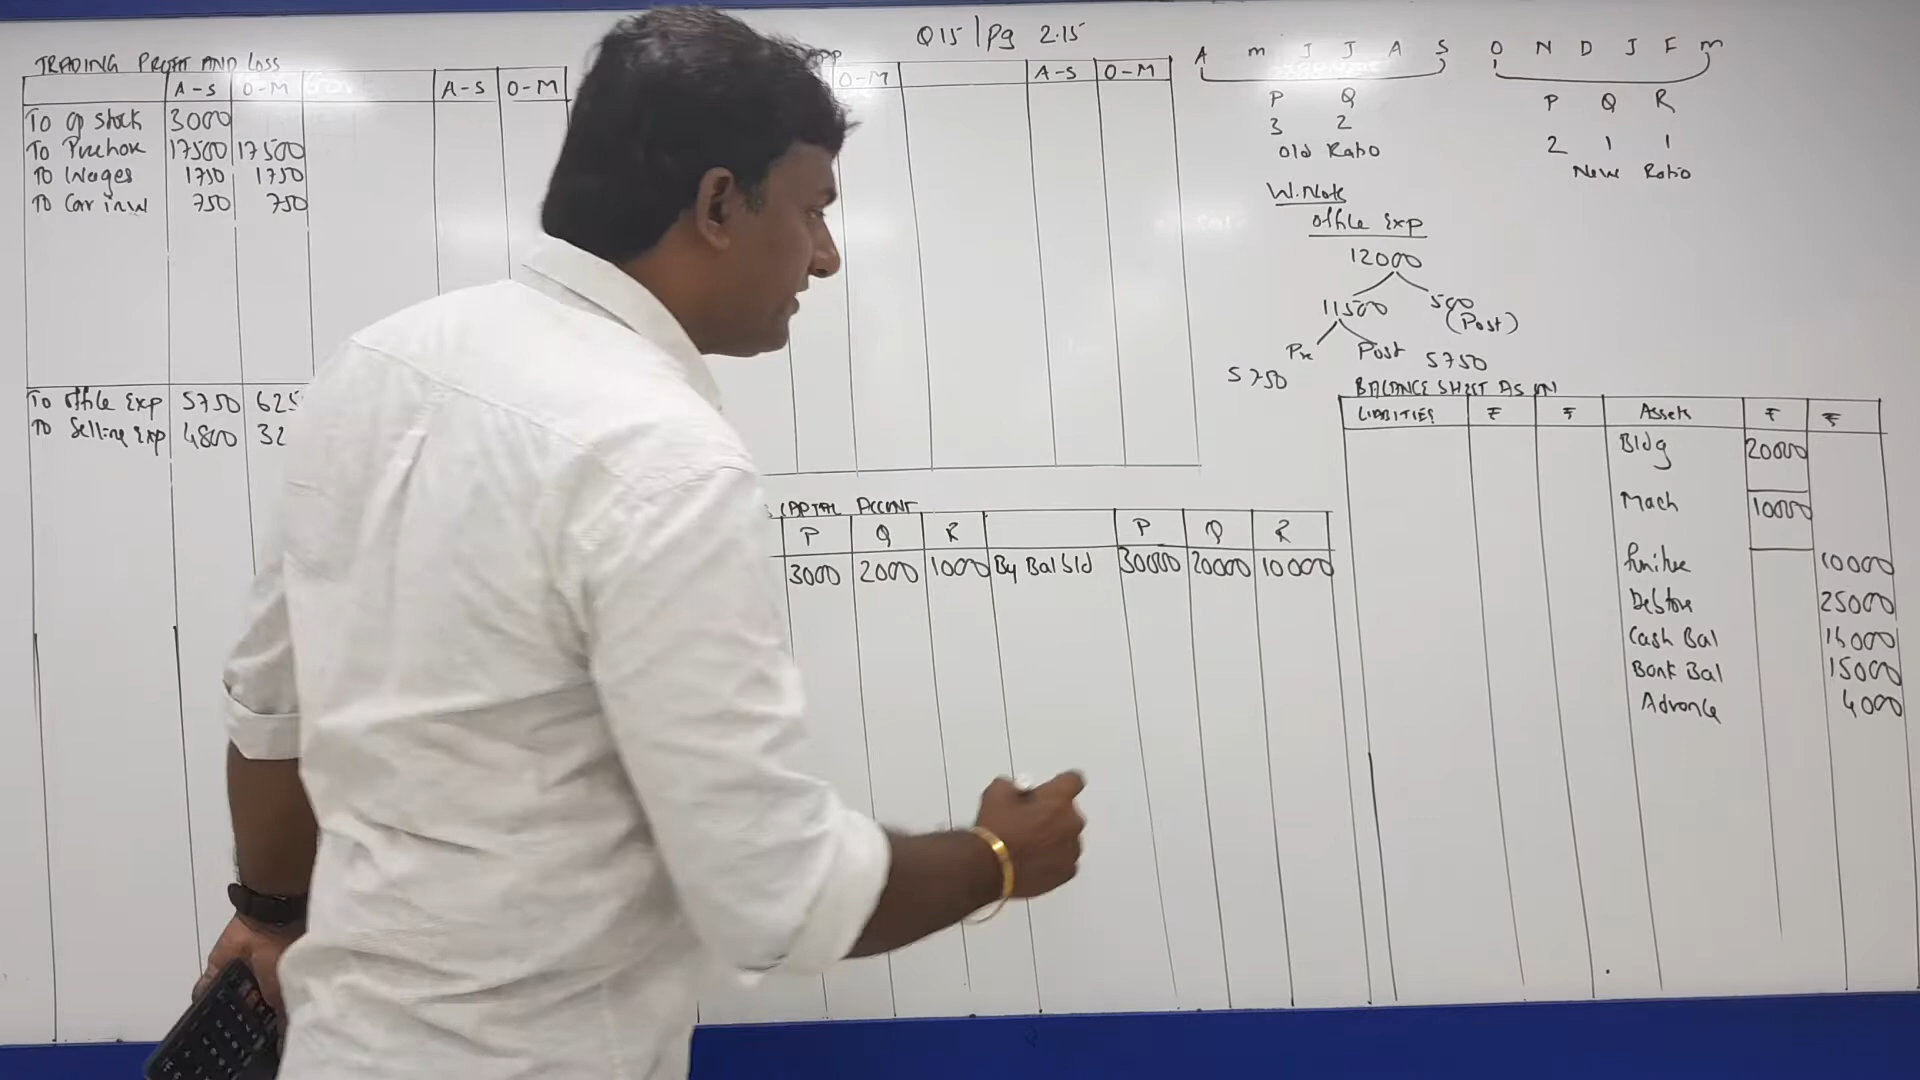 Q15 | Pg 2.15
TRADING PROFIT AND LOSS
A-S O-M A-S O-M
To op stock 3000
To Purchase 17500 17500
To Wages 1750 1750
To Car inw 750 750
To office Exp 5750 625
To Selling Exp 4800 32
O-M A-S O-M
A M J J A S O N D J F M
P Q
3 2
Old Ratio
P Q R
2 1 1
New Ratio
W.Note
office Exp
12000
11500 500
(Post)
Pre Post
5750 5750
CAPITAL ACCONT
P Q R P Q R
3000 2000 1000 By Bal b/d 30000 20000 10000
BALANCE SHEET AS ON
LIABITIES ₹ ₹ Assets ₹ ₹
Bldg 20000
Mach 10000
furniture 10000
Debtors 25000
Cash Bal 15000
Bank Bal 15000
Advance 4000